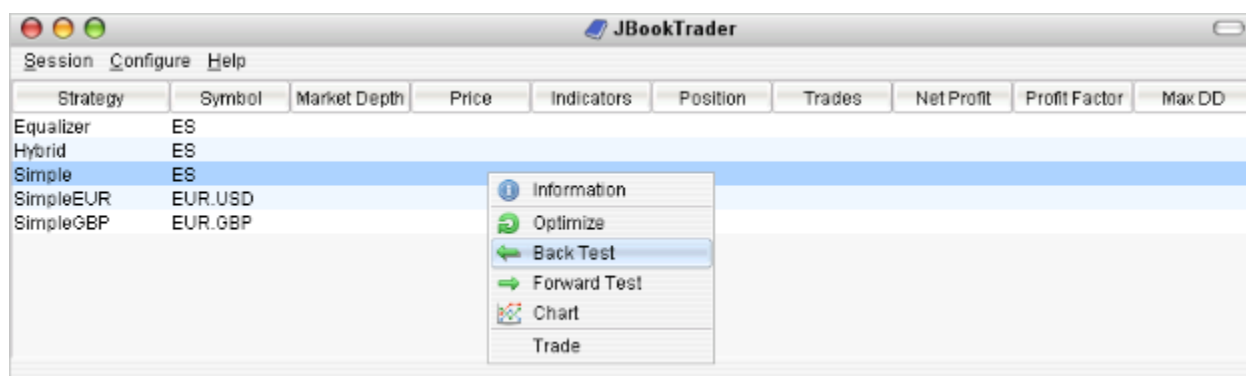 JBookTrader
Session Configure Help
Strategy Symbol Market Depth Price Indicators Position Trades Net Profit Profit Factor Max DD
Equalizer ES
Hybrid ES
Simple ES
SimpleEUR EUR.USD
SimpleGBP EUR.GBP
Information
Optimize
Back Test
Forward Test
Chart
Trade